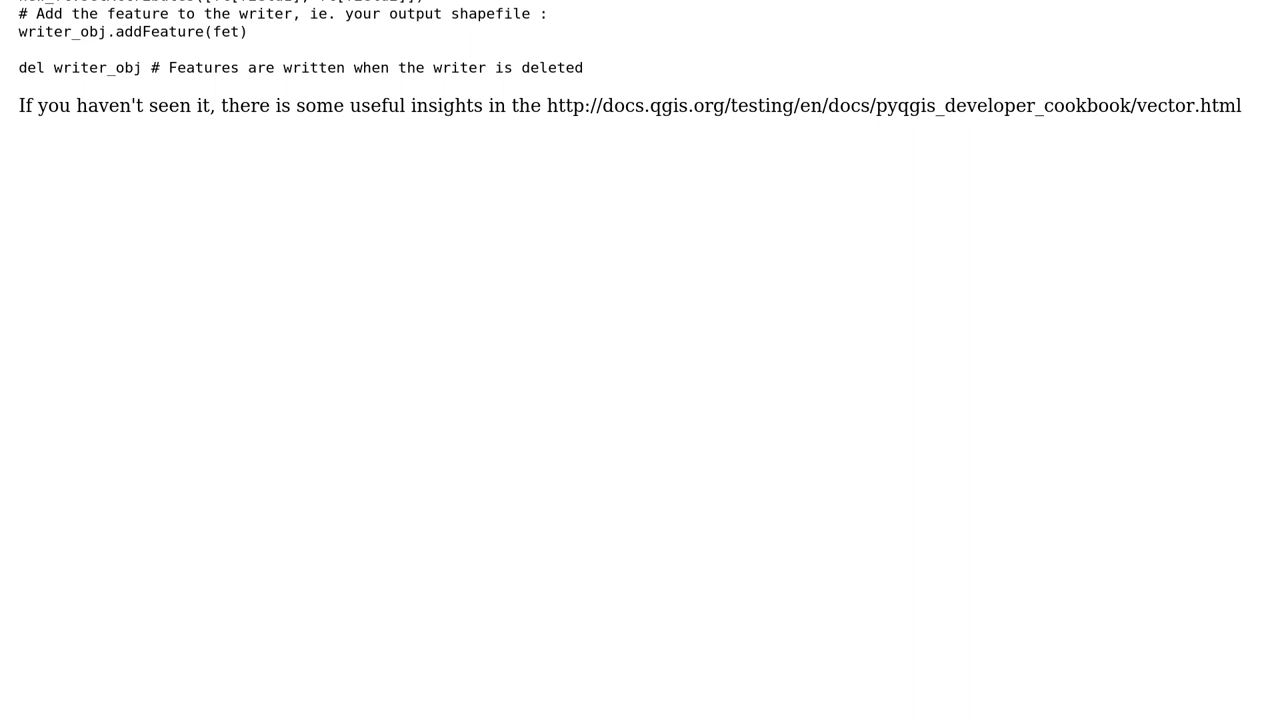 # Add the feature to the writer, ie. your output shapefile :
writer_obj.addFeature(fet)
del writer_obj # Features are written when the writer is deleted
If you haven't seen it, there is some useful insights in the http://docs.qgis.org/testing/en/docs/pyqgis_developer_cookbook/vector.html